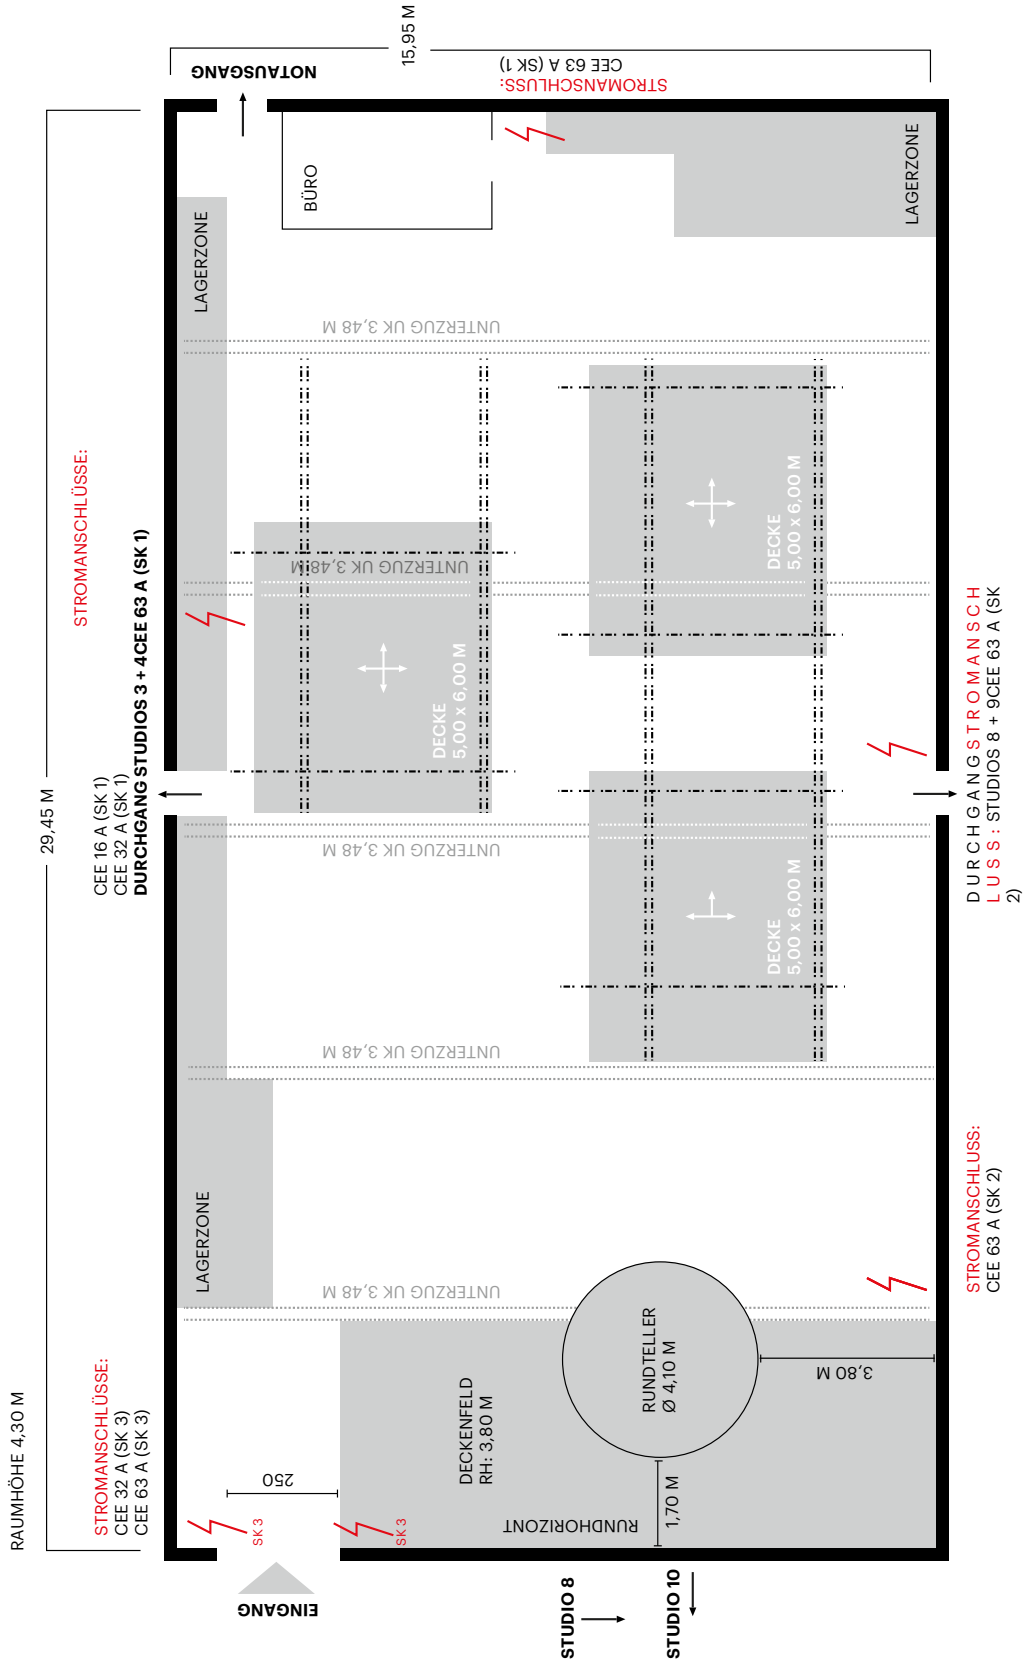 RAUMHÖHE 4,30 M
29,45 M
15,95 M
STROMANSCHLÜSSE:
CEE 32 A (SK 3)
CEE 63 A (SK 3)
STROMANSCHLÜSSE:
CEE 16 A (SK 1)
CEE 32 A (SK 1)
DURCHGANG STUDIOS 3 + 4CEE 63 A (SK 1)
NOTAUSGANG
STROMANSCHLUSS:
CEE 63 A (SK 1)
EINGANG
SK 3
SK 3
250
LAGERZONE
LAGERZONE
BÜRO
LAGERZONE
UNTERZUG UK 3,48 M
UNTERZUG UK 3,48 M
UNTERZUG UK 3,48 M
UNTERZUG UK 3,48 M
UNTERZUG UK 3,48 M
DECKE
5,00 x 6,00 M
DECKE
5,00 x 6,00 M
DECKE
5,00 x 6,00 M
DECKENFELD
RH: 3,80 M
RUNDHORIZONT
RUNDTELLER
Ø 4,10 M
1,70 M
3,80 M
STUDIO 8
STUDIO 10
STROMANSCHLUSS:
CEE 63 A (SK 2)
DURCHGANGSTROMANSCH
LUSS: STUDIOS 8 + 9CEE 63 A (SK
2)